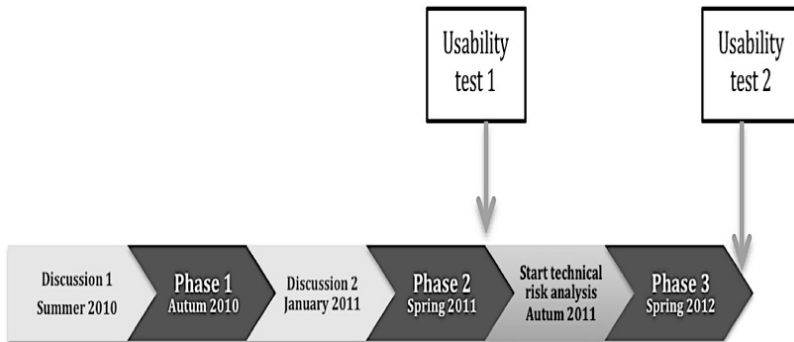 Usability
test 1
Usability
test 2
Discussion 1
Summer 2010
Phase 1
Autum 2010
Discussion 2
January 2011
Phase 2
Spring 2011
Start technical
risk analysis
Autum 2011
Phase 3
Spring 2012